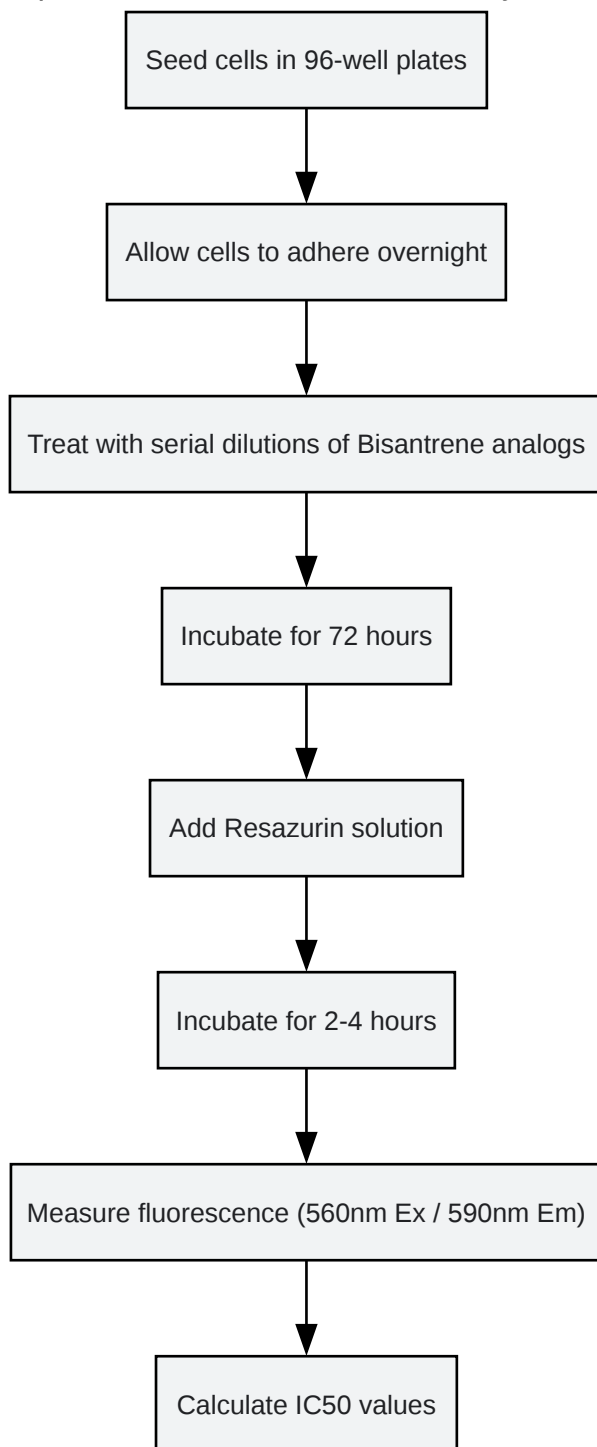 Seed cells in 96-well plates
Allow cells to adhere overnight
Treat with serial dilutions of Bisantrene analogs
Incubate for 72 hours
Add Resazurin solution
Incubate for 2-4 hours
Measure fluorescence (560nm Ex / 590nm Em)
Calculate IC50 values